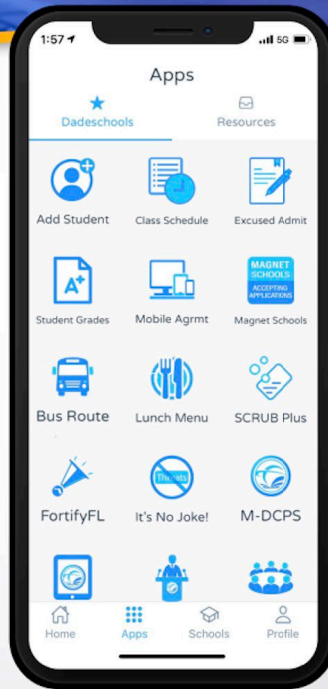 1:57
5G
Apps
Dadeschools
Resources
Add Student
Class Schedule
Excused Admit
A+
MAGNET
SCHOOLS
ACCEPTING
APPLICATIONS
Student Grades
Mobile Agrmt
Magnet Schools
Bus Route
Lunch Menu
SCRUB Plus
Threats
FortifyFL
It's No Joke!
M-DCPS
Home
Apps
Schools
Profile